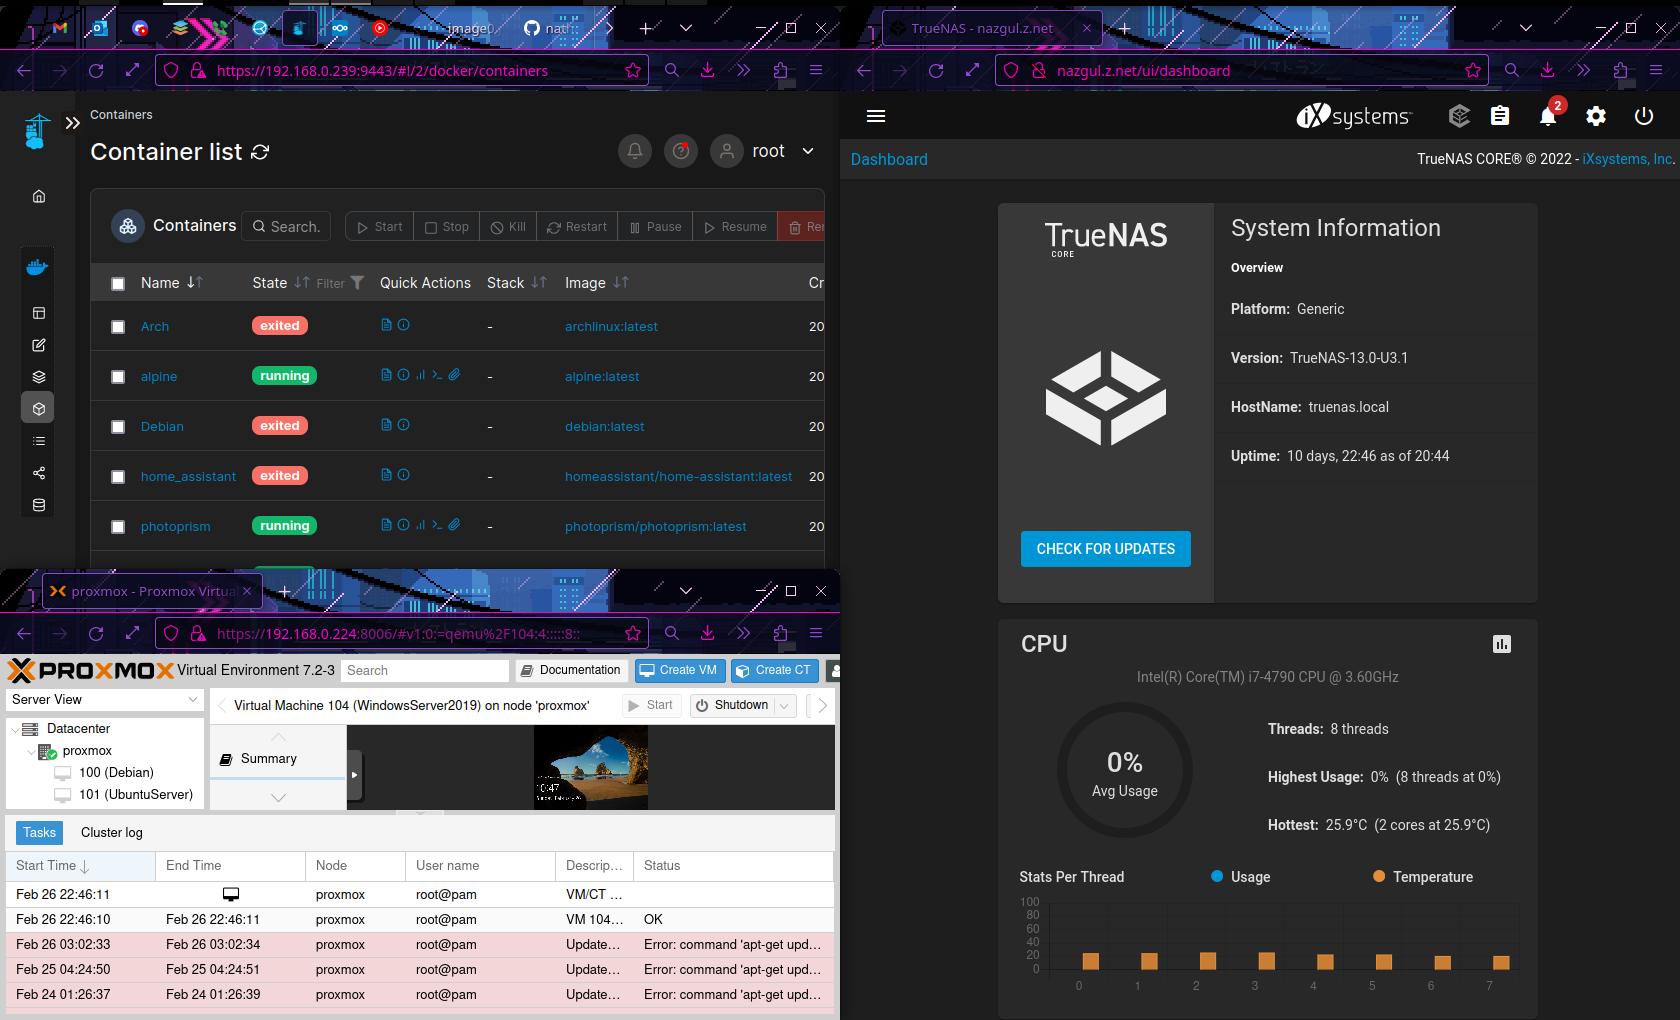 image0.
nath
https://192.168.0.239:9443/#!/2/docker/containers
Containers
Container list
root
Containers
Search.
Start
Stop
Kill
Restart
Pause
Resume
Name
State
Filter
Quick Actions
Stack
Image
Cr
Arch
exited
-
archlinux:latest
20
alpine
running
-
alpine:latest
20
Debian
exited
-
debian:latest
20
home_assistant
exited
-
homeassistant/home-assistant:latest
20
photoprism
running
-
photoprism/photoprism:latest
20
proxmox - Proxmox Virtua
https://192.168.0.224:8006/#v1:0:=qemu%2F104:4:::::8::
PROXMOX
Virtual Environment 7.2-3
Search
Documentation
Create VM
Create CT
Server View
Virtual Machine 104 (WindowsServer2019) on node 'proxmox'
Start
Shutdown
Datacenter
proxmox
100 (Debian)
101 (UbuntuServer)
Summary
10:47
Tasks
Cluster log
Start Time
End Time
Node
User name
Descrip...
Status
Feb 26 22:46:11
proxmox
root@pam
VM/CT ...
Feb 26 22:46:10
Feb 26 22:46:11
proxmox
root@pam
VM 104...
OK
Feb 26 03:02:33
Feb 26 03:02:34
proxmox
root@pam
Update...
Error: command 'apt-get upd...
Feb 25 04:24:50
Feb 25 04:24:51
proxmox
root@pam
Update...
Error: command 'apt-get upd...
Feb 24 01:26:37
Feb 24 01:26:39
proxmox
root@pam
Update...
Error: command 'apt-get upd...
TrueNAS - nazgul.z.net
nazgul.z.net/ui/dashboard
iXsystems
2
Dashboard
TrueNAS CORE® © 2022 - iXsystems, Inc.
TrueNAS
CORE
CHECK FOR UPDATES
System Information
Overview
Platform: Generic
Version: TrueNAS-13.0-U3.1
HostName: truenas.local
Uptime: 10 days, 22:46 as of 20:44
CPU
Intel(R) Core(TM) i7-4790 CPU @ 3.60GHz
0%
Avg Usage
Threads: 8 threads
Highest Usage: 0% (8 threads at 0%)
Hottest: 25.9°C (2 cores at 25.9°C)
Stats Per Thread
Usage
Temperature
100
80
60
40
20
0
0 1 2 3 4 5 6 7